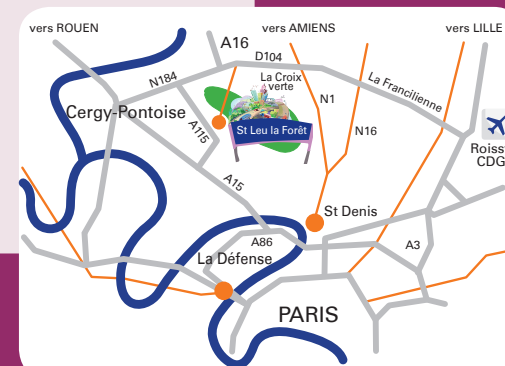 vers ROUEN
vers AMIENS
vers LILLE
A16
D104
N184
La Croix
verte
La Francilienne
N1
Cergy-Pontoise
St Leu la Forêt
N16
A115
Roiss
CDG
A15
St Denis
A86
A3
La Défense
PARIS